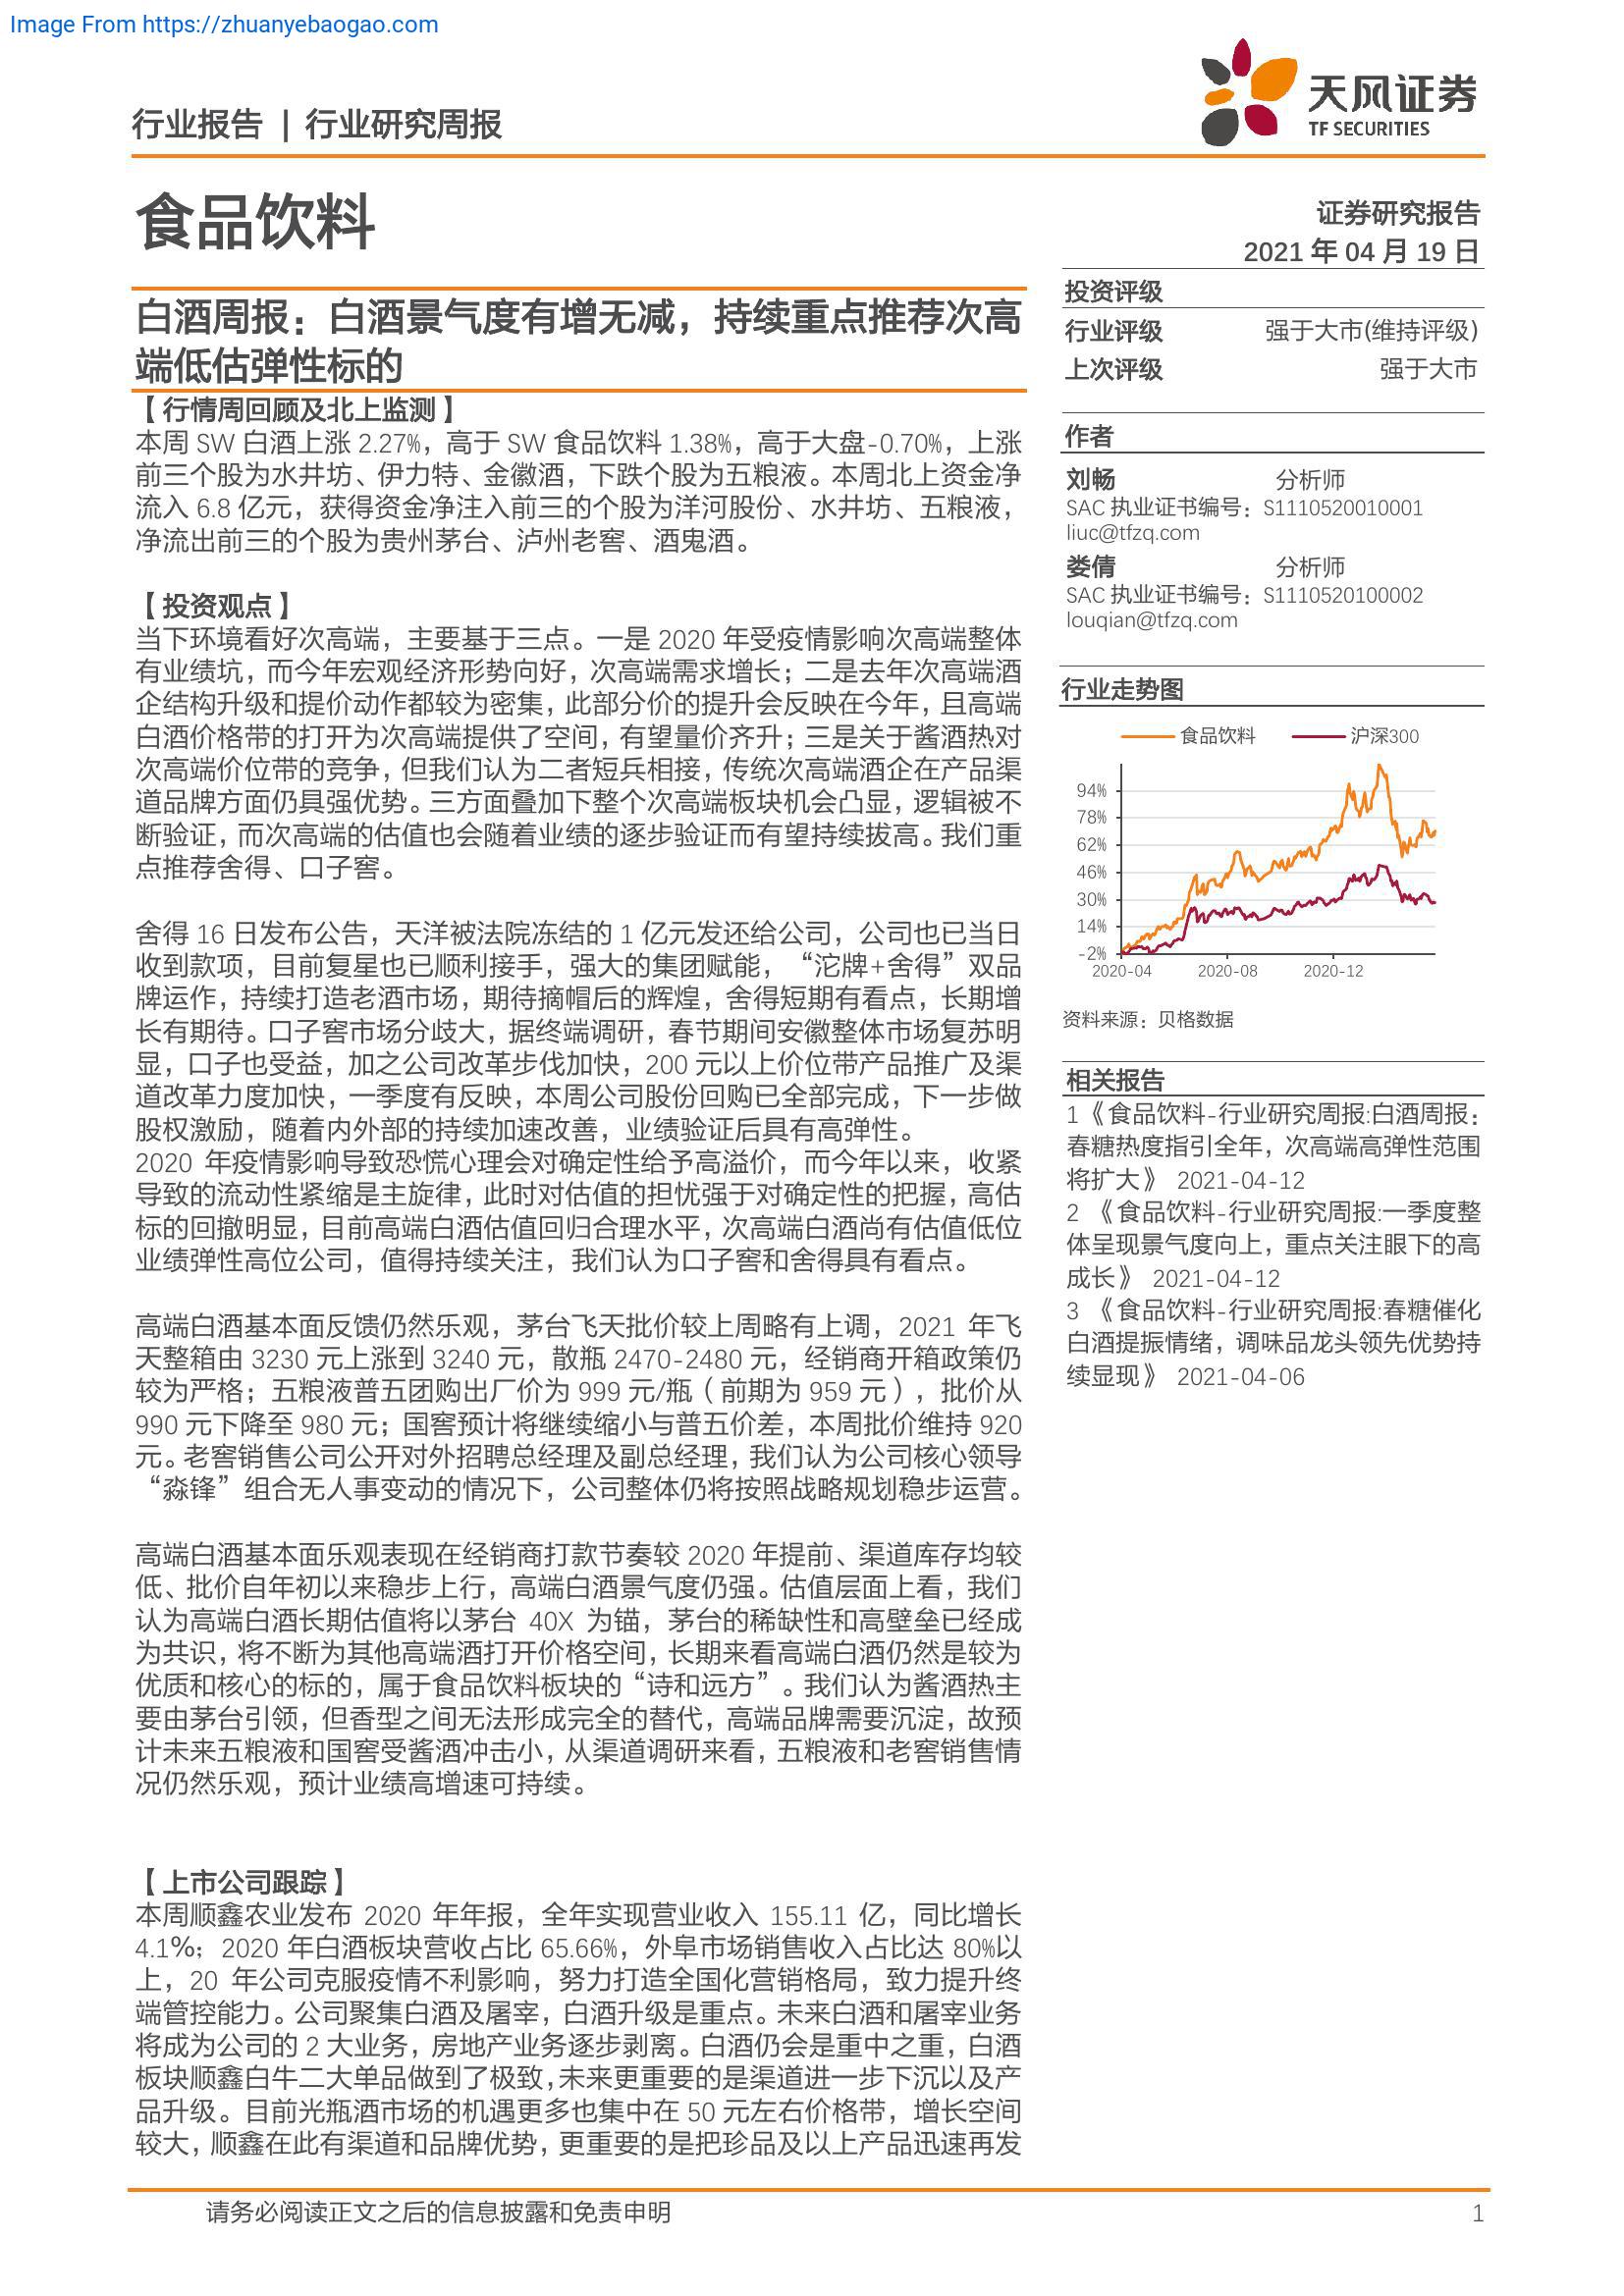 Image From https://zhuanyebaogao.com
行业报告 | 行业研究周报
天风证券
TF SECURITIES
食品饮料
证券研究报告
2021 年 04 月 19 日
白酒周报：白酒景气度有增无减，持续重点推荐次高
端低估弹性标的
【行情周回顾及北上监测】
本周 SW 白酒上涨 2.27%，高于 SW 食品饮料 1.38%，高于大盘-0.70%，上涨
前三个股为水井坊、伊力特、金徽酒，下跌个股为五粮液。本周北上资金净
流入 6.8 亿元，获得资金净注入前三的个股为洋河股份、水井坊、五粮液，
净流出前三的个股为贵州茅台、泸州老窖、酒鬼酒。
【投资观点】
当下环境看好次高端，主要基于三点。一是 2020 年受疫情影响次高端整体
有业绩坑，而今年宏观经济形势向好，次高端需求增长；二是去年次高端酒
企结构升级和提价动作都较为密集，此部分价的提升会反映在今年，且高端
白酒价格带的打开为次高端提供了空间，有望量价齐升；三是关于酱酒热对
次高端价位带的竞争，但我们认为二者短兵相接，传统次高端酒企在产品渠
道品牌方面仍具强优势。三方面叠加下整个次高端板块机会凸显，逻辑被不
断验证，而次高端的估值也会随着业绩的逐步验证而有望持续拔高。我们重
点推荐舍得、口子窖。
舍得 16 日发布公告，天洋被法院冻结的 1 亿元发还给公司，公司也已当日
收到款项，目前复星也已顺利接手，强大的集团赋能，“沱牌+舍得”双品
牌运作，持续打造老酒市场，期待摘帽后的辉煌，舍得短期有看点，长期增
长有期待。口子窖市场分歧大，据终端调研，春节期间安徽整体市场复苏明
显，口子也受益，加之公司改革步伐加快，200 元以上价位带产品推广及渠
道改革力度加快，一季度有反映，本周公司股份回购已全部完成，下一步做
股权激励，随着内外部的持续加速改善，业绩验证后具有高弹性。
2020 年疫情影响导致恐慌心理会对确定性给予高溢价，而今年以来，收紧
导致的流动性紧缩是主旋律，此时对估值的担忧强于对确定性的把握，高估
标的回撤明显，目前高端白酒估值回归合理水平，次高端白酒尚有估值低位
业绩弹性高位公司，值得持续关注，我们认为口子窖和舍得具有看点。
高端白酒基本面反馈仍然乐观，茅台飞天批价较上周略有上调，2021 年飞
天整箱由 3230 元上涨到 3240 元，散瓶 2470-2480 元，经销商开箱政策仍
较为严格；五粮液普五团购出厂价为 999 元/瓶（前期为 959 元），批价从
990 元下降至 980 元；国窖预计将继续缩小与普五价差，本周批价维持 920
元。老窖销售公司公开对外招聘总经理及副总经理，我们认为公司核心领导
“淼锋”组合无人事变动的情况下，公司整体仍将按照战略规划稳步运营。
高端白酒基本面乐观表现在经销商打款节奏较 2020 年提前、渠道库存均较
低、批价自年初以来稳步上行，高端白酒景气度仍强。估值层面上看，我们
认为高端白酒长期估值将以茅台 40X 为锚，茅台的稀缺性和高壁垒已经成
为共识，将不断为其他高端酒打开价格空间，长期来看高端白酒仍然是较为
优质和核心的标的，属于食品饮料板块的“诗和远方”。我们认为酱酒热主
要由茅台引领，但香型之间无法形成完全的替代，高端品牌需要沉淀，故预
计未来五粮液和国窖受酱酒冲击小，从渠道调研来看，五粮液和老窖销售情
况仍然乐观，预计业绩高增速可持续。
【上市公司跟踪】
本周顺鑫农业发布 2020 年年报，全年实现营业收入 155.11 亿，同比增长
4.1%；2020 年白酒板块营收占比 65.66%，外阜市场销售收入占比达 80%以
上，20 年公司克服疫情不利影响，努力打造全国化营销格局，致力提升终
端管控能力。公司聚集白酒及屠宰，白酒升级是重点。未来白酒和屠宰业务
将成为公司的 2 大业务，房地产业务逐步剥离。白酒仍会是重中之重，白酒
板块顺鑫白牛二大单品做到了极致，未来更重要的是渠道进一步下沉以及产
品升级。目前光瓶酒市场的机遇更多也集中在 50 元左右价格带，增长空间
较大，顺鑫在此有渠道和品牌优势，更重要的是把珍品及以上产品迅速再发
投资评级
行业评级 强于大市(维持评级)
上次评级 强于大市
作者
刘畅 分析师
SAC 执业证书编号：S1110520010001
liuc@tfzq.com
娄倩 分析师
SAC 执业证书编号：S1110520100002
louqian@tfzq.com
行业走势图
食品饮料 沪深300
94%
78%
62%
46%
30%
14%
-2%
2020-04 2020-08 2020-12
资料来源：贝格数据
相关报告
1《食品饮料-行业研究周报:白酒周报：
春糖热度指引全年，次高端高弹性范围
将扩大》 2021-04-12
2 《食品饮料-行业研究周报:一季度整
体呈现景气度向上，重点关注眼下的高
成长》 2021-04-12
3 《食品饮料-行业研究周报:春糖催化
白酒提振情绪，调味品龙头领先优势持
续显现》 2021-04-06
请务必阅读正文之后的信息披露和免责申明 1